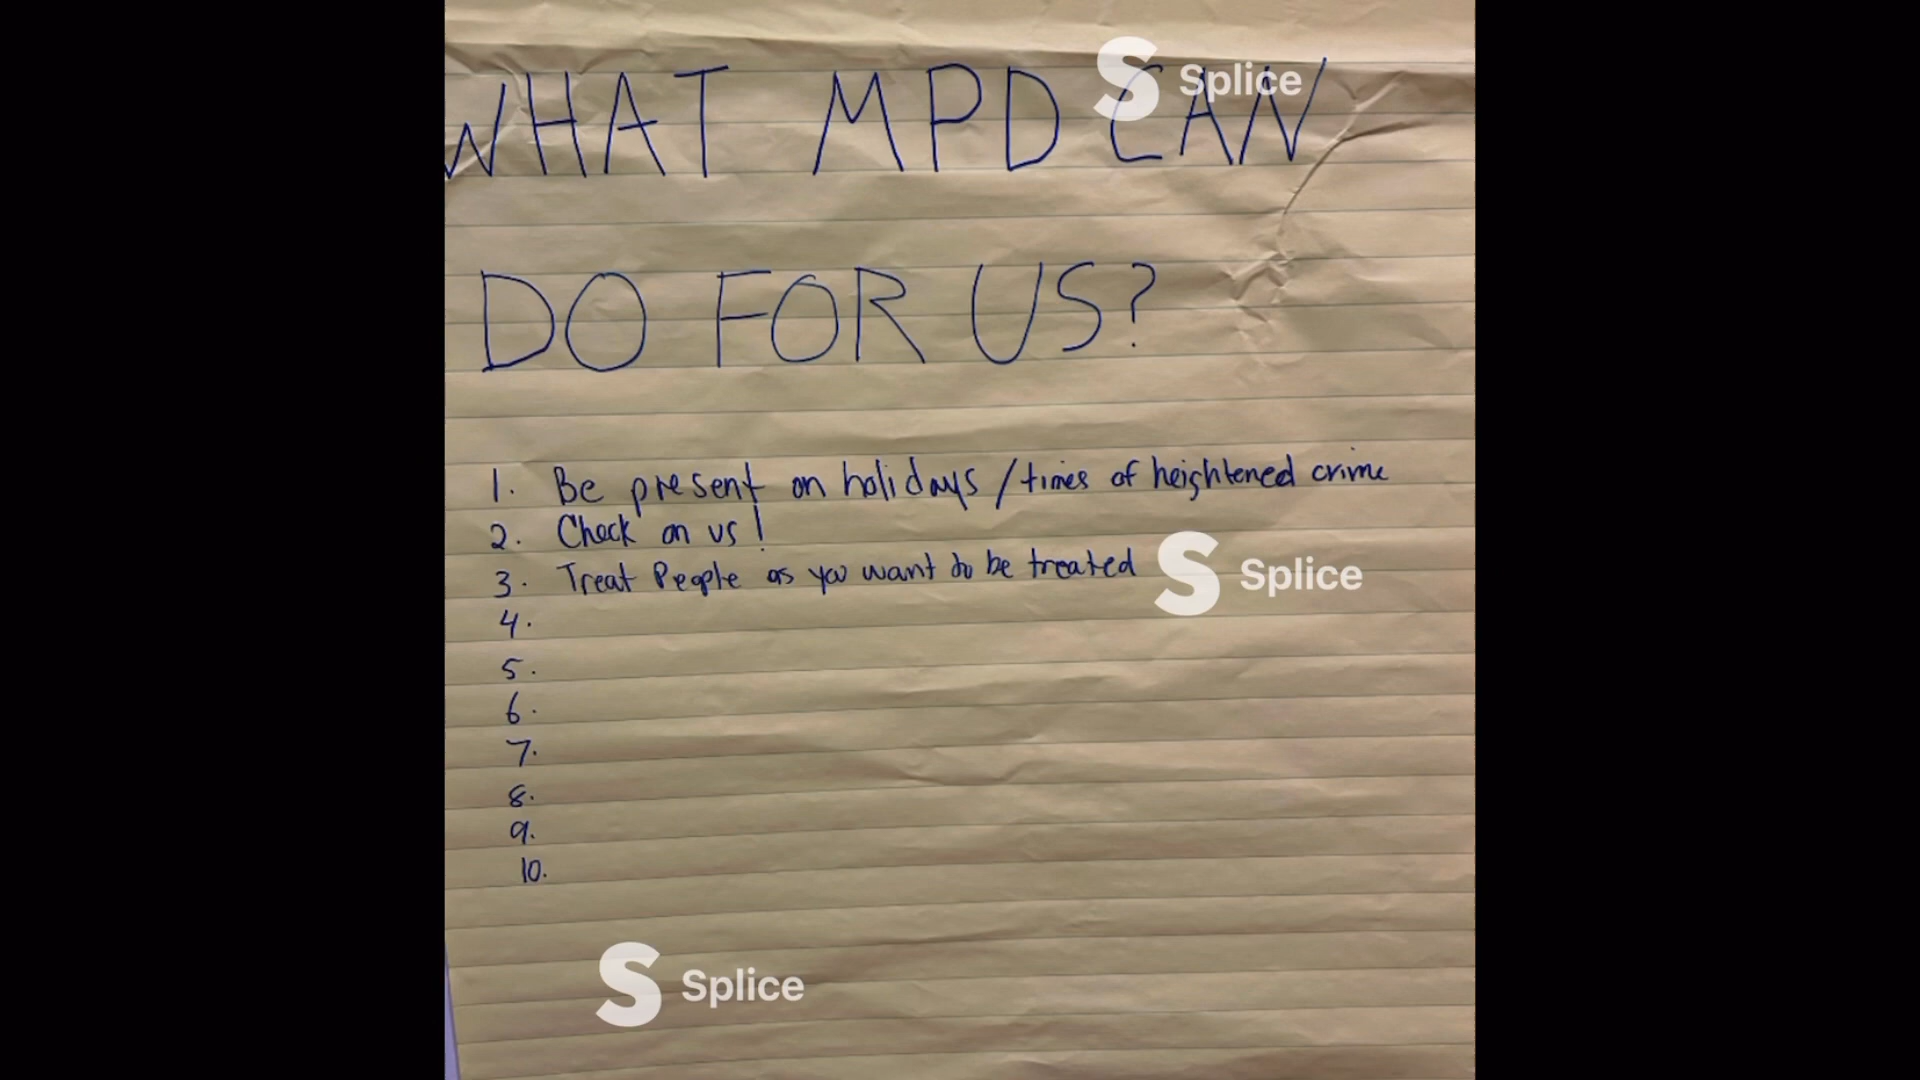 WHAT MPD CAN
Splice
DO FOR US?
1. Be present on holidays / times of heightened crime
2. Check on us!
3. Treat People as you want to be treated
Splice
4.
5.
6.
7.
8.
9.
10.
Splice